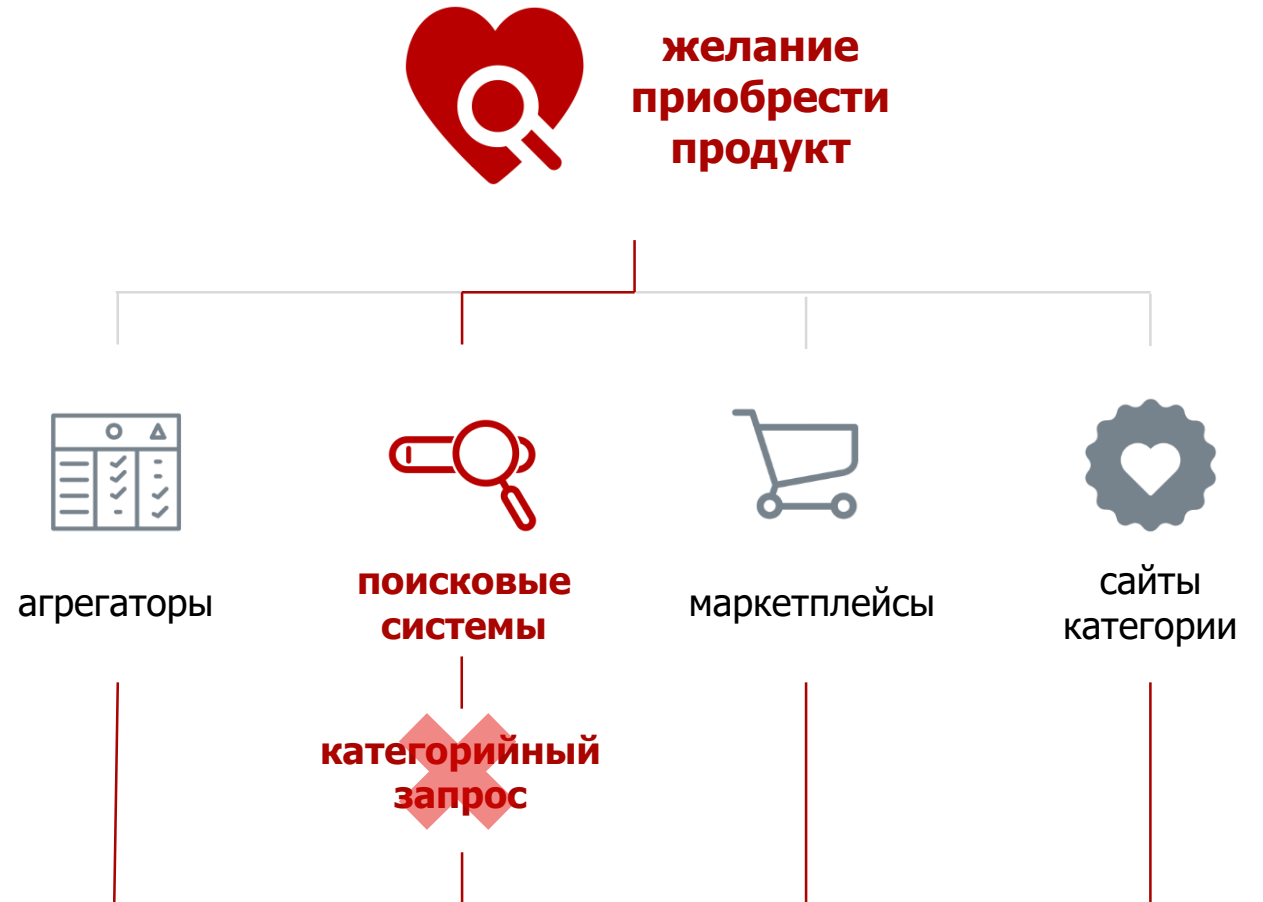 желание
приобрести
продукт
агрегаторы
поисковые
системы
маркетплейсы
сайты
категории
категорийный
запрос